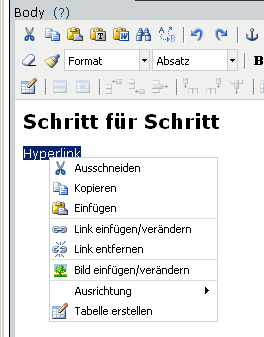 Body (?)
Format Absatz B
Schritt für Schritt
Hyperlink
Ausschneiden
Kopieren
Einfügen
Link einfügen/verändern
Link entfernen
Bild einfügen/verändern
Ausrichtung
Tabelle erstellen